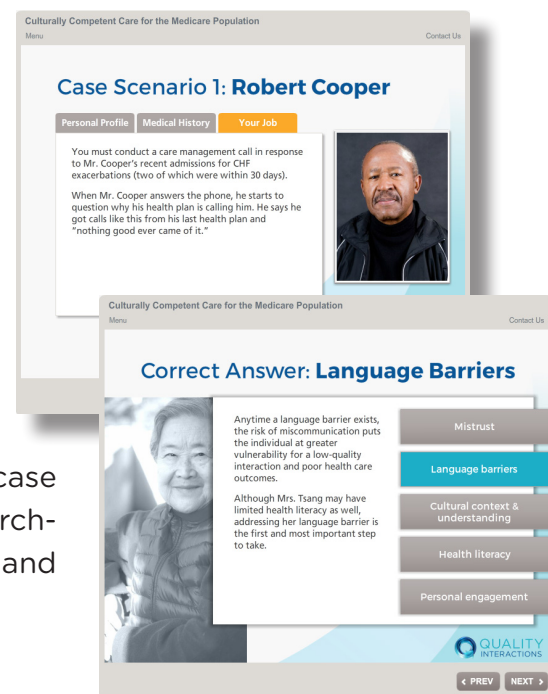 Culturally Competent Care for the Medicare Population
Menu
Contact Us
Case Scenario 1: Robert Cooper
Personal Profile
Medical History
Your Job
You must conduct a care management call in response
to Mr. Cooper's recent admissions for CHF
exacerbations (two of which were within 30 days).
When Mr. Cooper answers the phone, he starts to
question why his health plan is calling him. He says he
got calls like this from his last health plan and
“nothing good ever came of it.”
Culturally Competent Care for the Medicare Population
Menu
Contact Us
Correct Answer: Language Barriers
Anytime a language barrier exists,
the risk of miscommunication puts
the individual at greater
vulnerability for a low-quality
interaction and poor health care
outcomes.
Although Mrs. Tsang may have
limited health literacy as well,
addressing her language barrier is
the first and most important step
to take.
Mistrust
Language barriers
Cultural context &
understanding
Health literacy
Personal engagement
QUALITY
INTERACTIONS
‹ PREV
NEXT ›
case
rch-
and